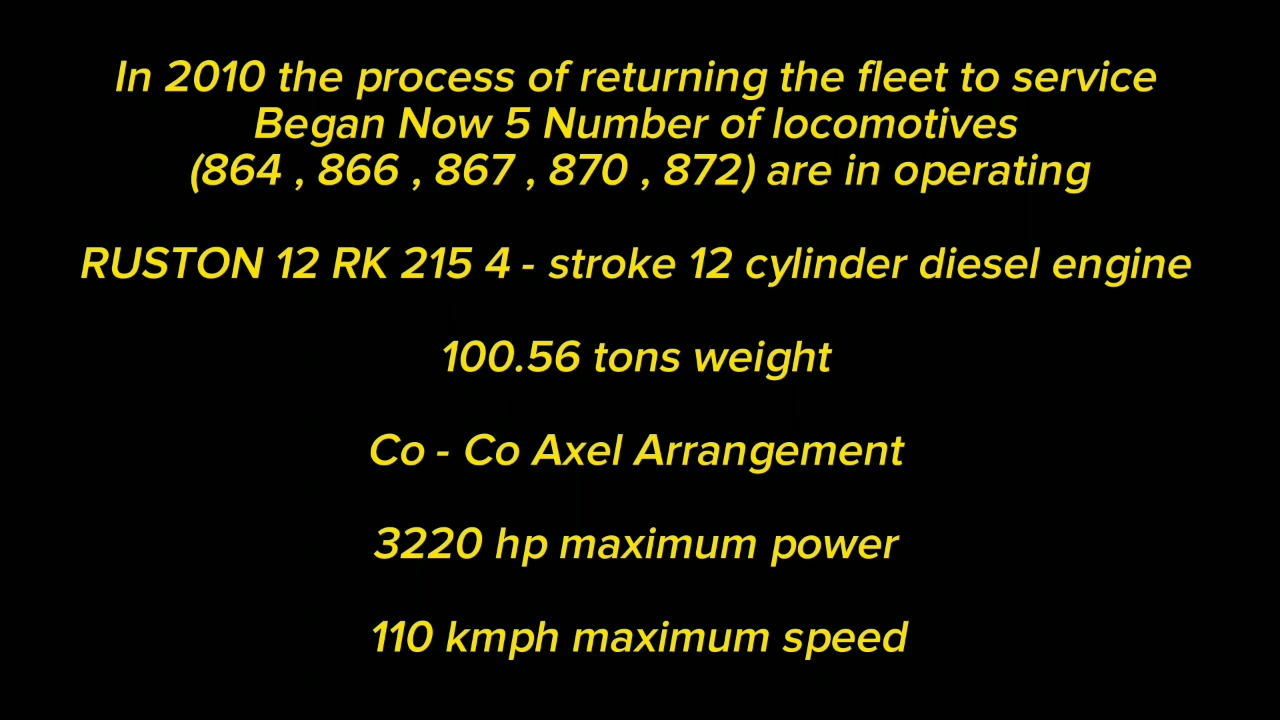 In 2010 the process of returning the fleet to service
Began Now 5 Number of locomotives
(864 , 866 , 867 , 870 , 872) are in operating
RUSTON 12 RK 215 4 - stroke 12 cylinder diesel engine
100.56 tons weight
Co - Co Axel Arrangement
3220 hp maximum power
110 kmph maximum speed